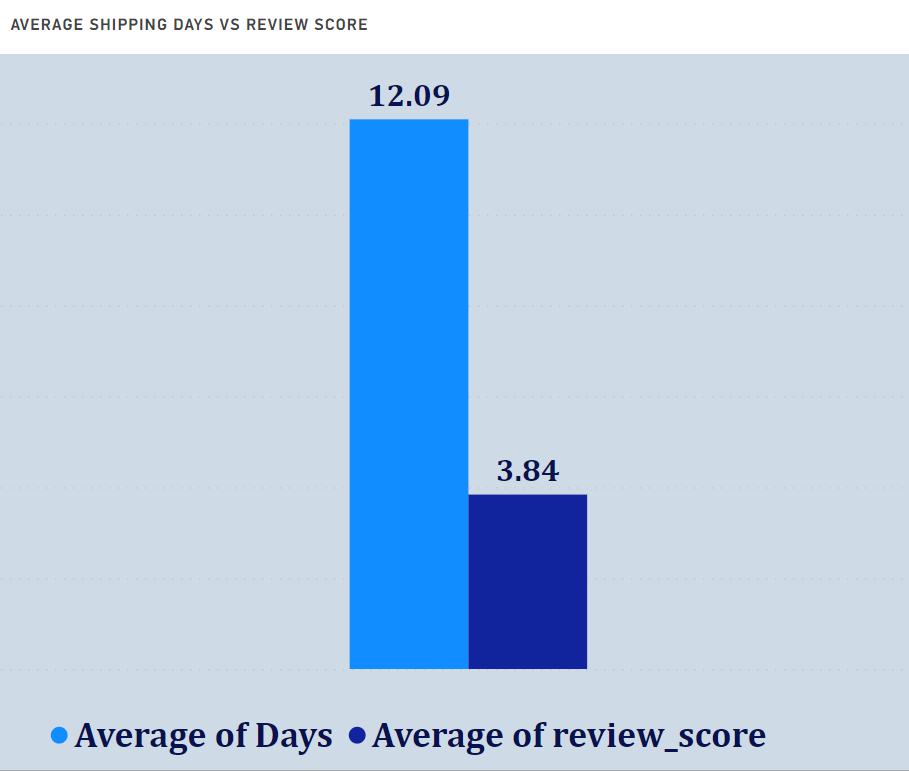 AVERAGE SHIPPING DAYS VS REVIEW SCORE
12.09
3.84
Average of Days Average of review_score